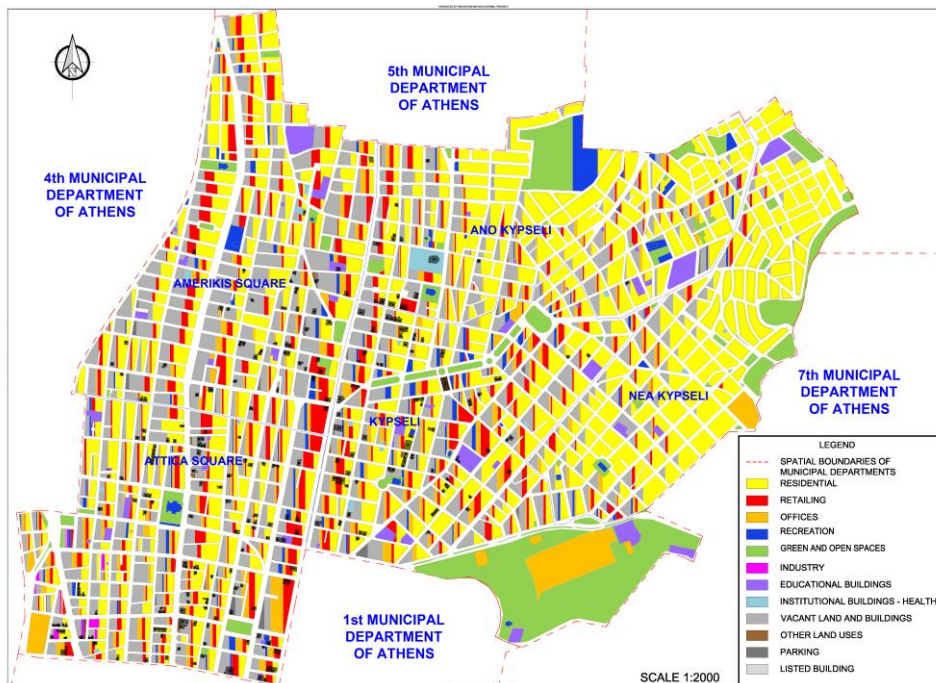 5th MUNICIPAL
DEPARTMENT
OF ATHENS
4th MUNICIPAL
DEPARTMENT
OF ATHENS
ANO KYPSELI
AMERIKIS SQUARE
7th MUNICIPAL
DEPARTMENT
OF ATHENS
NEA KYPSELI
KYPSELI
ATTICA SQUARE
1st MUNICIPAL
DEPARTMENT
OF ATHENS
SCALE 1:2000
LEGEND
SPATIAL BOUNDARIES OF
MUNICIPAL DEPARTMENTS
RESIDENTIAL
RETAILING
OFFICES
RECREATION
GREEN AND OPEN SPACES
INDUSTRY
EDUCATIONAL BUILDINGS
INSTITUTIONAL BUILDINGS - HEALTH
VACANT LAND AND BUILDINGS
OTHER LAND USES
PARKING
LISTED BUILDING